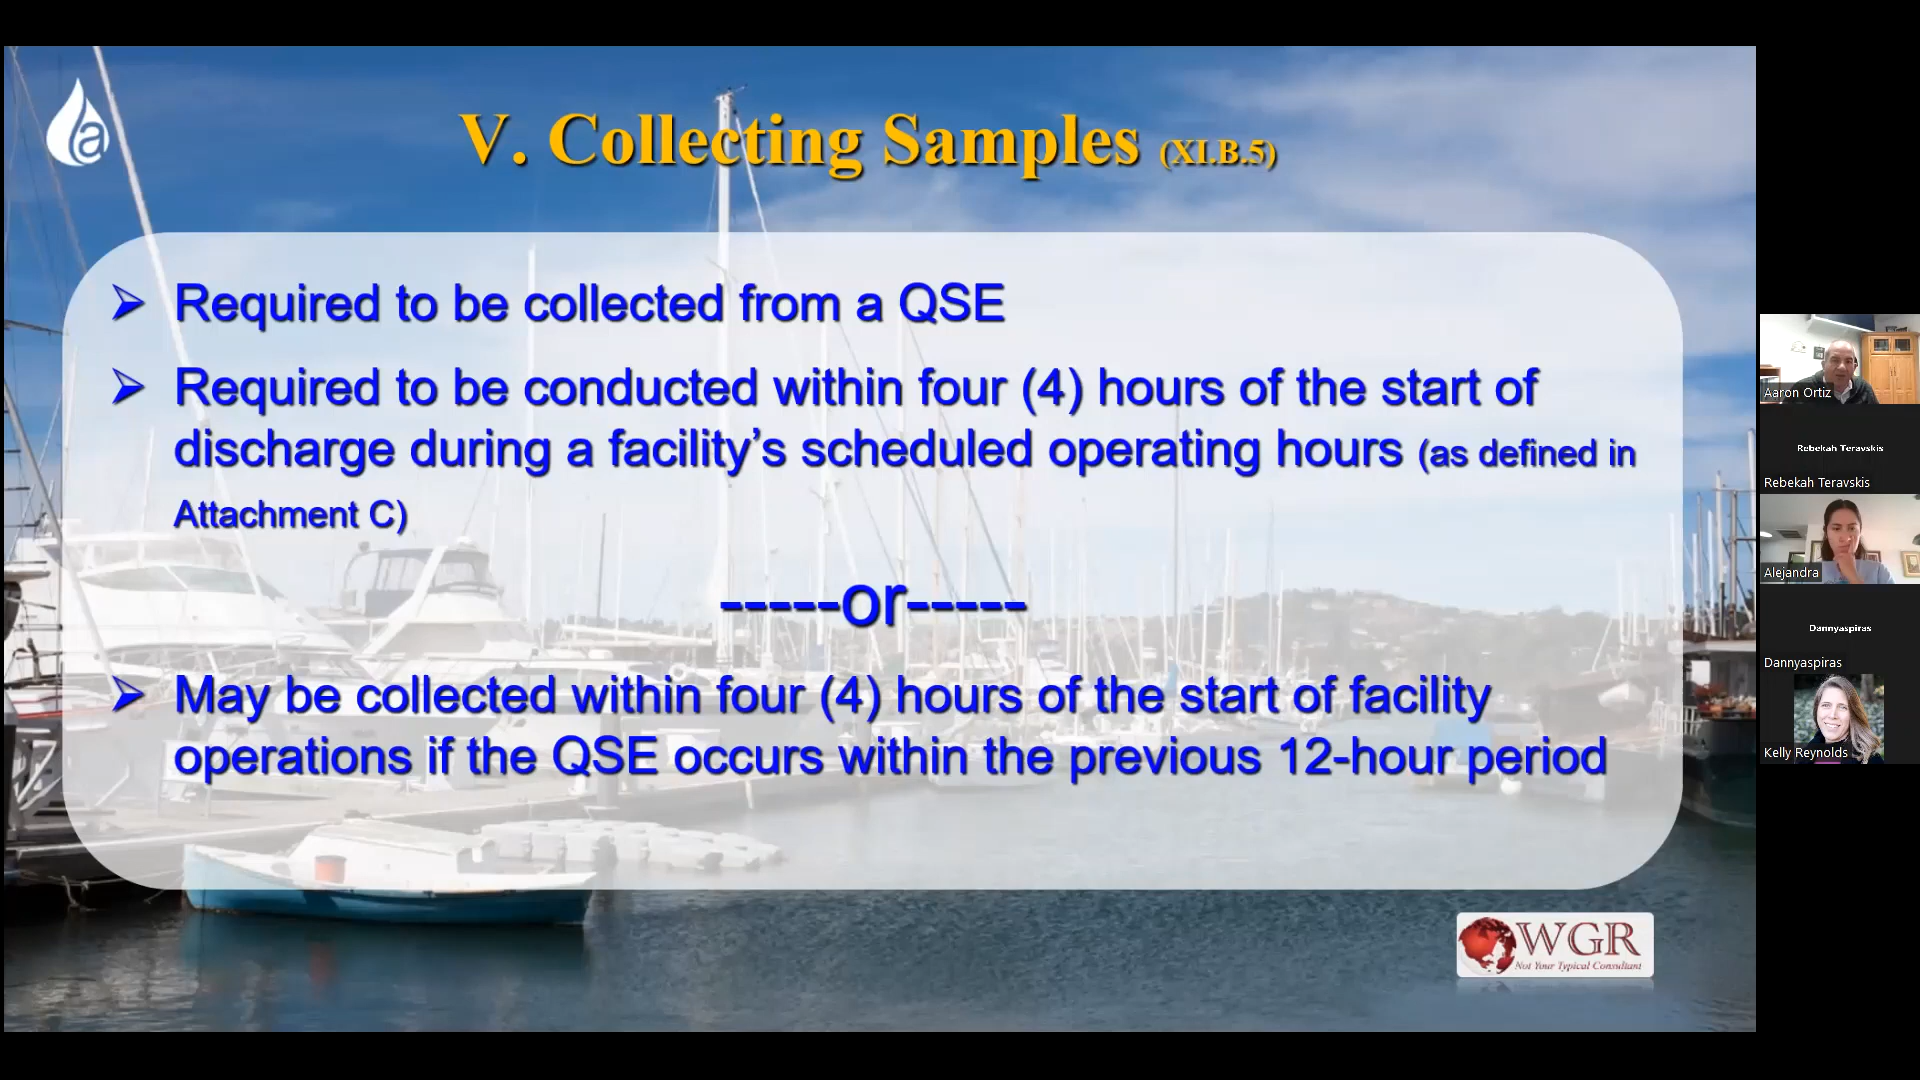 a
V. Collecting Samples (XI.B.5)
➢ Required to be collected from a QSE
➢ Required to be conducted within four (4) hours of the start of
discharge during a facility’s scheduled operating hours (as defined in
Attachment C)
-----or-----
➢ May be collected within four (4) hours of the start of facility
operations if the QSE occurs within the previous 12-hour period
WGR
Not Your Typical Consultant
Aaron Ortiz
Rebekah Teravskis
Rebekah Teravskis
Alejandra
Dannyaspiras
Dannyaspiras
Kelly Reynolds